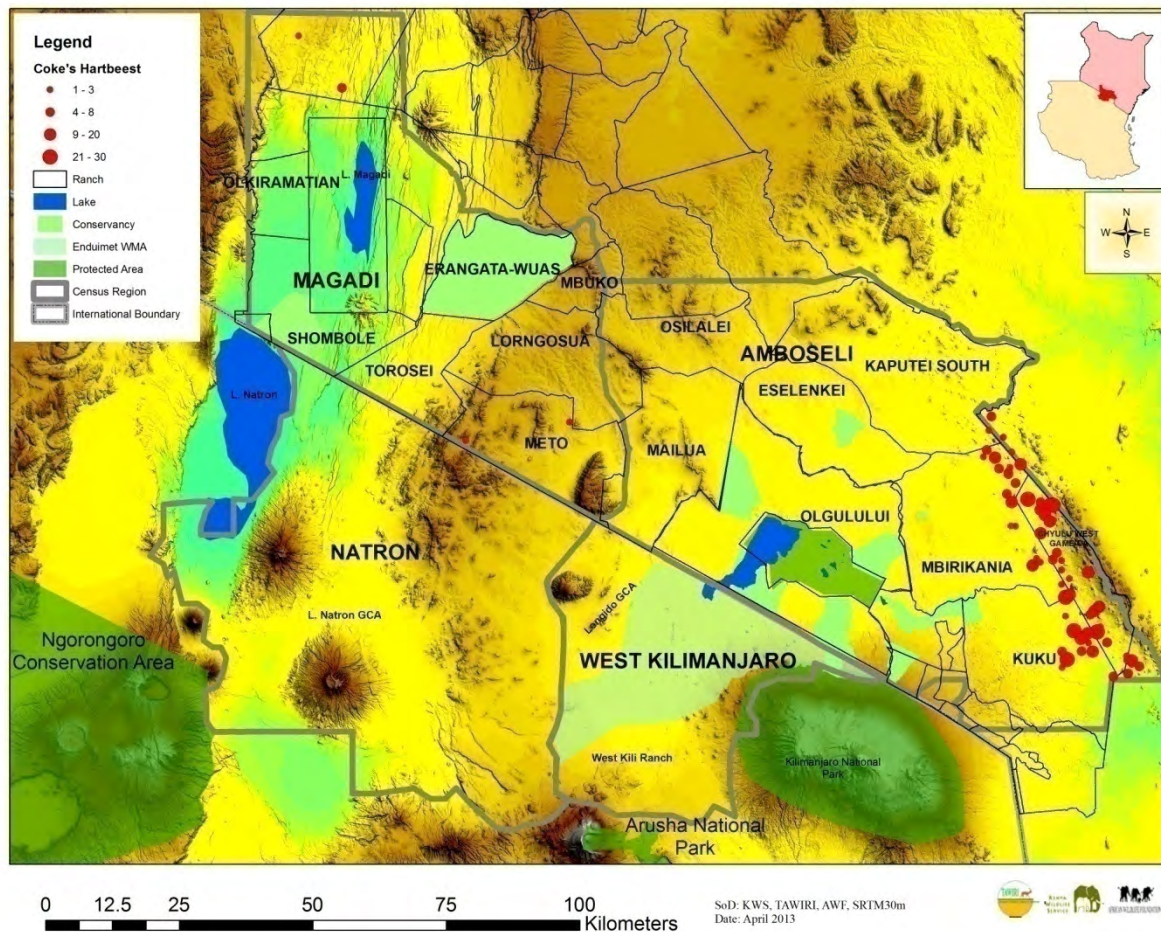 Legend
Coke's Hartbeest
1 - 3
4 - 8
9 - 20
21 - 30
Ranch
Lake
Conservancy
Enduimet WMA
Protected Area
Census Region
International Boundary
N
W E
S
OLKIRAMATIAN
L. Magadi
MAGADI
ERANGATA-WUAS
MBUKO
SHOMBOLE
LORNGOSUA
OSILALEI
TOROSEI
AMBOSELI
KAPUTEI SOUTH
ESELENKEI
L. Natron
METO
MAILUA
OLGULULUI
NATRON
MBIRIKANIA
L. Natron GCA
Longido GCA
Ngorongoro
Conservation Area
WEST KILIMANJARO
KUKU
West Kili Ranch
Kilimanjaro National
Park
Arusha National
Park
0 12.5 25 50 75 100
Kilometers
SoD: KWS, TAWIRI, AWF, SRTM30m
Date: April 2013